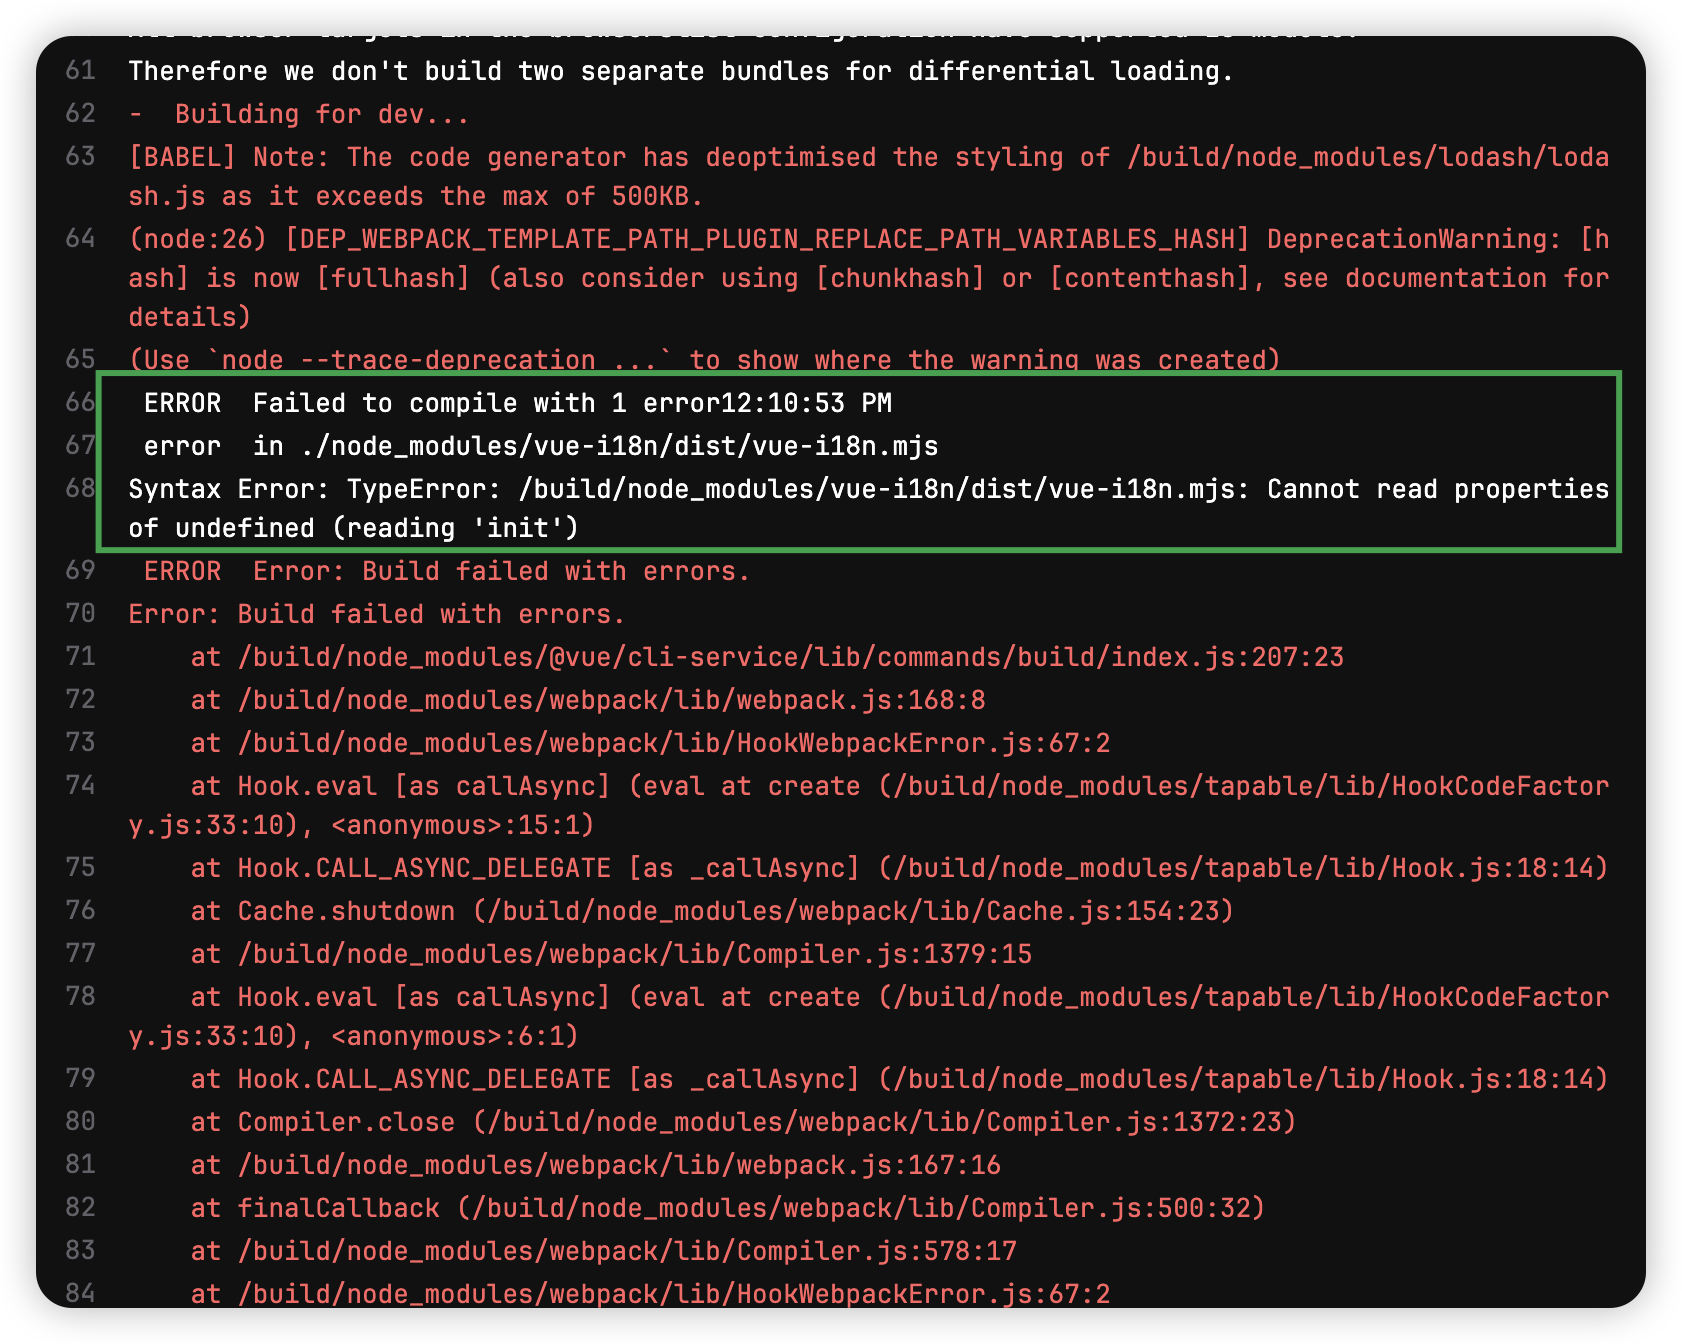 61 Therefore we don't build two separate bundles for differential loading.
62 -  Building for dev...
63 [BABEL] Note: The code generator has deoptimised the styling of /build/node_modules/lodash/loda
sh.js as it exceeds the max of 500KB.
64 (node:26) [DEP_WEBPACK_TEMPLATE_PATH_PLUGIN_REPLACE_PATH_VARIABLES_HASH] DeprecationWarning: [h
ash] is now [fullhash] (also consider using [chunkhash] or [contenthash], see documentation for
details)
65 (Use `node --trace-deprecation ...` to show where the warning was created)
66  ERROR  Failed to compile with 1 error12:10:53 PM
67  error  in ./node_modules/vue-i18n/dist/vue-i18n.mjs
68 Syntax Error: TypeError: /build/node_modules/vue-i18n/dist/vue-i18n.mjs: Cannot read properties
of undefined (reading 'init')
69  ERROR  Error: Build failed with errors.
70 Error: Build failed with errors.
71     at /build/node_modules/@vue/cli-service/lib/commands/build/index.js:207:23
72     at /build/node_modules/webpack/lib/webpack.js:168:8
73     at /build/node_modules/webpack/lib/HookWebpackError.js:67:2
74     at Hook.eval [as callAsync] (eval at create (/build/node_modules/tapable/lib/HookCodeFactor
y.js:33:10), <anonymous>:15:1)
75     at Hook.CALL_ASYNC_DELEGATE [as _callAsync] (/build/node_modules/tapable/lib/Hook.js:18:14)
76     at Cache.shutdown (/build/node_modules/webpack/lib/Cache.js:154:23)
77     at /build/node_modules/webpack/lib/Compiler.js:1379:15
78     at Hook.eval [as callAsync] (eval at create (/build/node_modules/tapable/lib/HookCodeFactor
y.js:33:10), <anonymous>:6:1)
79     at Hook.CALL_ASYNC_DELEGATE [as _callAsync] (/build/node_modules/tapable/lib/Hook.js:18:14)
80     at Compiler.close (/build/node_modules/webpack/lib/Compiler.js:1372:23)
81     at /build/node_modules/webpack/lib/webpack.js:167:16
82     at finalCallback (/build/node_modules/webpack/lib/Compiler.js:500:32)
83     at /build/node_modules/webpack/lib/Compiler.js:578:17
84     at /build/node_modules/webpack/lib/HookWebpackError.js:67:2